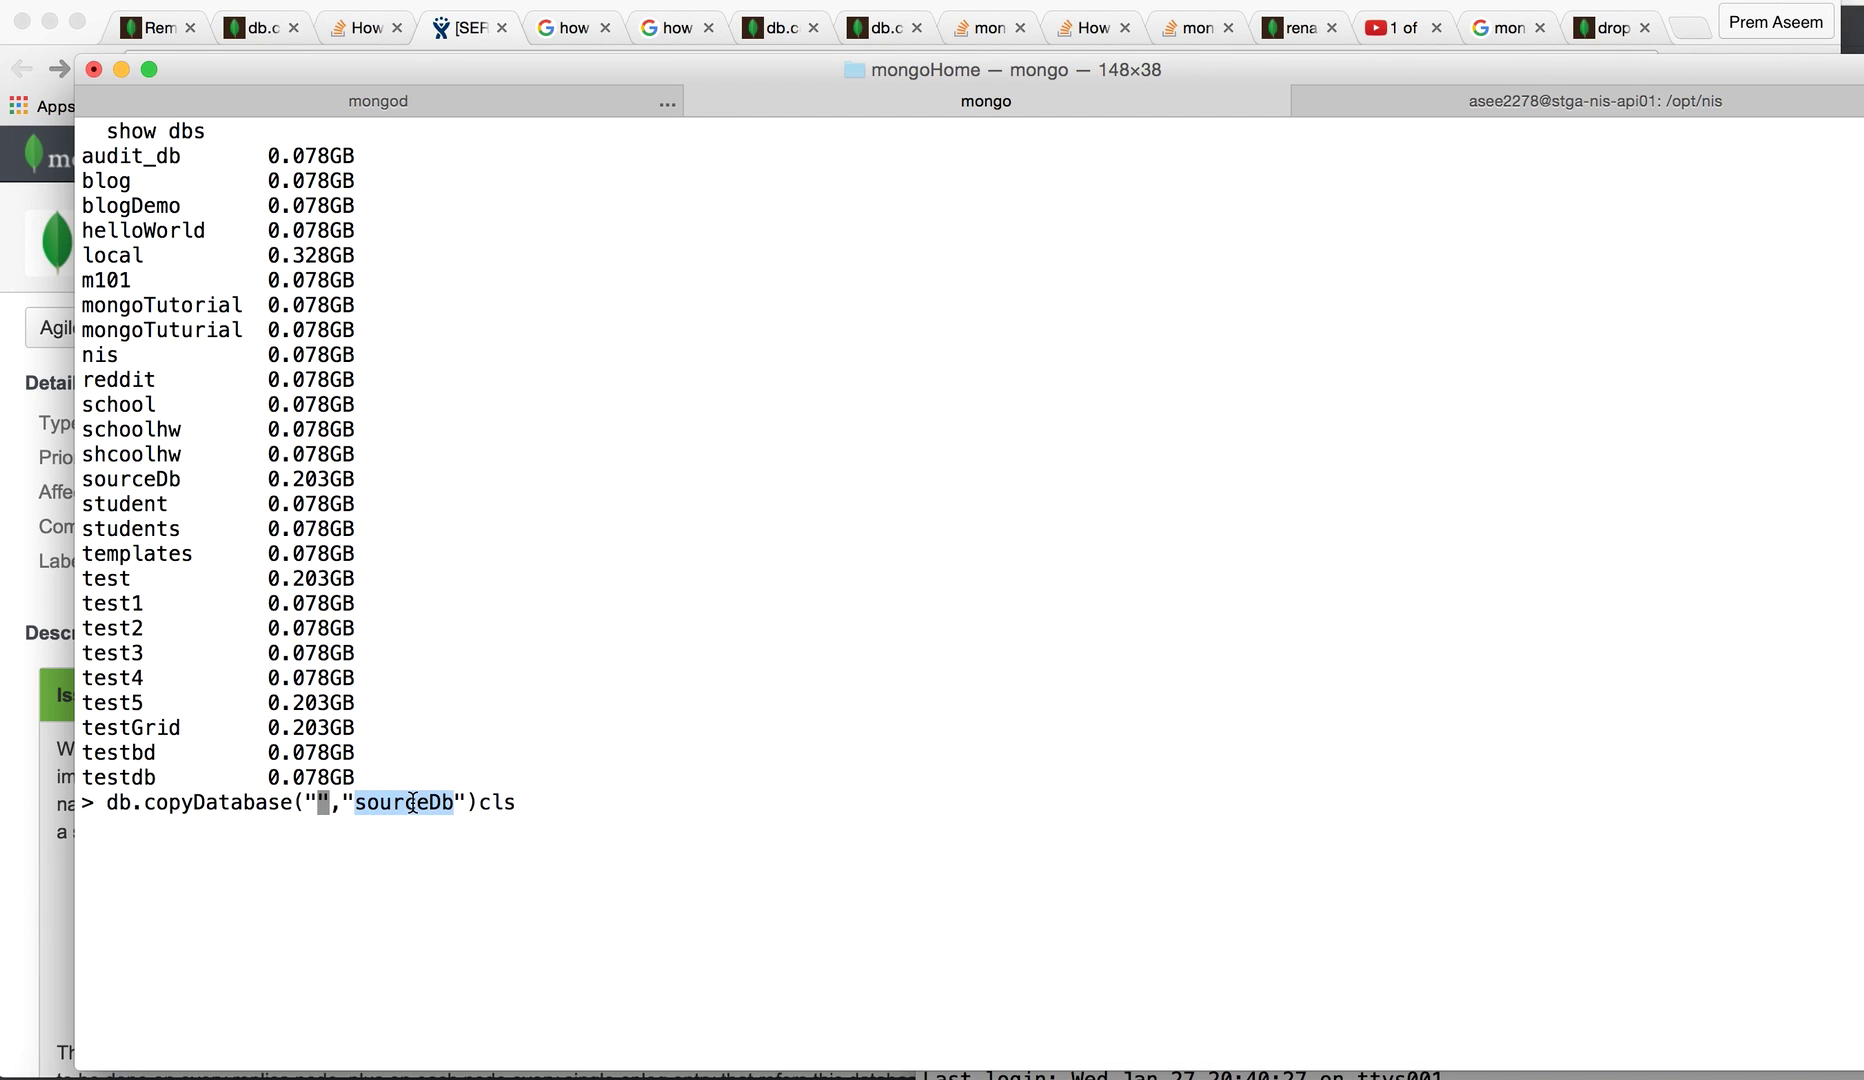 Rem
db.c
How
[SEF
how
how
db.c
db.c
mon
How
mon
rena
1 of
mon
drop
Prem Aseem
mongoHome — mongo — 148×38
Apps
mongod
...
mongo
asee2278@stga-nis-api01: /opt/nis
show dbs
audit_db 0.078GB
blog 0.078GB
blogDemo 0.078GB
helloWorld 0.078GB
local 0.328GB
m101 0.078GB
mongoTutorial 0.078GB
mongoTuturial 0.078GB
nis 0.078GB
reddit 0.078GB
school 0.078GB
schoolhw 0.078GB
shcoolhw 0.078GB
sourceDb 0.203GB
student 0.078GB
students 0.078GB
templates 0.078GB
test 0.203GB
test1 0.078GB
test2 0.078GB
test3 0.078GB
test4 0.078GB
test5 0.203GB
testGrid 0.203GB
testbd 0.078GB
testdb 0.078GB
> db.copyDatabase("","sourceDb")cls
Agil
Detail
Type
Prio
Affe
Com
Labe
Descr
Is
W
im
na
a s
Th
Last login: Wed Jan 27 20:40:27 on ttys001